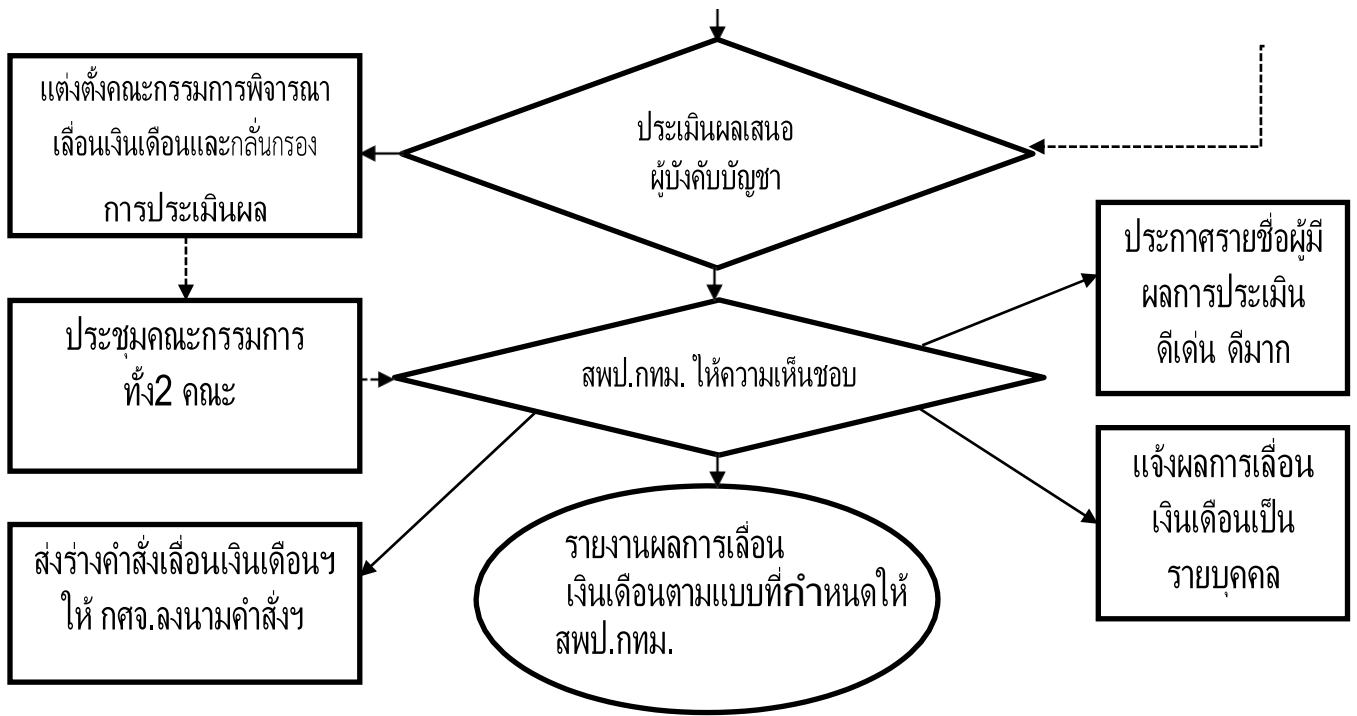 แต่งตั้งคณะกรรมการพิจารณา
เลื่อนเงินเดือนและกลั่นกรอง
การประเมินผล
ประเมินผลเสนอ
ผู้บังคับบัญชา
ประกาศรายชื่อผู้มี
ผลการประเมิน
ดีเด่น ดีมาก
ประชุมคณะกรรมการ
ทั้ง2 คณะ
สพป.กทม. ให้ความเห็นชอบ
แจ้งผลการเลื่อน
เงินเดือนเป็น
รายบุคคล
ส่งร่างคำสั่งเลื่อนเงินเดือนฯ
ให้ กศจ.ลงนามคำสั่งฯ
รายงานผลการเลื่อน
เงินเดือนตามแบบที่กำหนดให้
สพป.กทม.